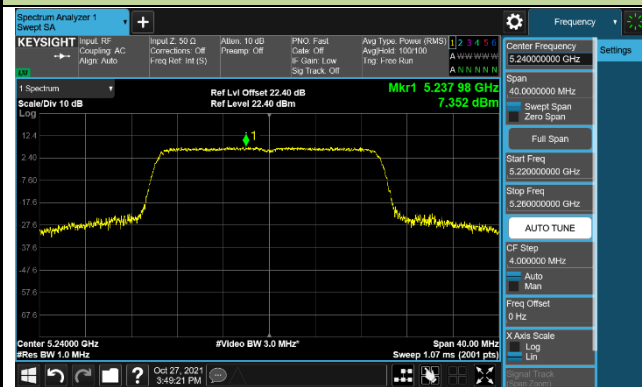 Spectrum Analyzer 1
Swept SA
+
Frequency
KEYSIGHT
Input: RF
Coupling: AC
Align: Auto
Input Z: 50 Ω
Corrections: Off
Freq Ref: Int (S)
Atten: 10 dB
Preamp: Off
PNO: Fast
Gate: Off
IF Gain: Low
Sig Track: Off
Avg Type: Power (RMS)
Avg|Hold: 100/100
Trig: Free Run
1 2 3 4 5 6
A W W W W W
A N N N N N
LW
Center Frequency
5.240000000 GHz
Settings
Span
40.0000000 MHz
Swept Span
Zero Span
Full Span
Start Freq
5.220000000 GHz
Stop Freq
5.260000000 GHz
AUTO TUNE
CF Step
4.000000 MHz
Auto
Man
Freq Offset
0 Hz
X Axis Scale
Log
Lin
Signal Track
(Span Zoom)
1 Spectrum
Scale/Div 10 dB
Log
Ref Lvl Offset 22.40 dB
Ref Level 22.40 dBm
Mkr1 5.237 98 GHz
7.352 dBm
1
12.4
2.40
-7.60
-17.6
-27.6
-37.6
-47.6
-57.6
-67.6
Center 5.24000 GHz
#Res BW 1.0 MHz
#Video BW 3.0 MHz*
Span 40.00 MHz
Sweep 1.07 ms (2001 pts)
?
Oct 27, 2021
3:49:21 PM